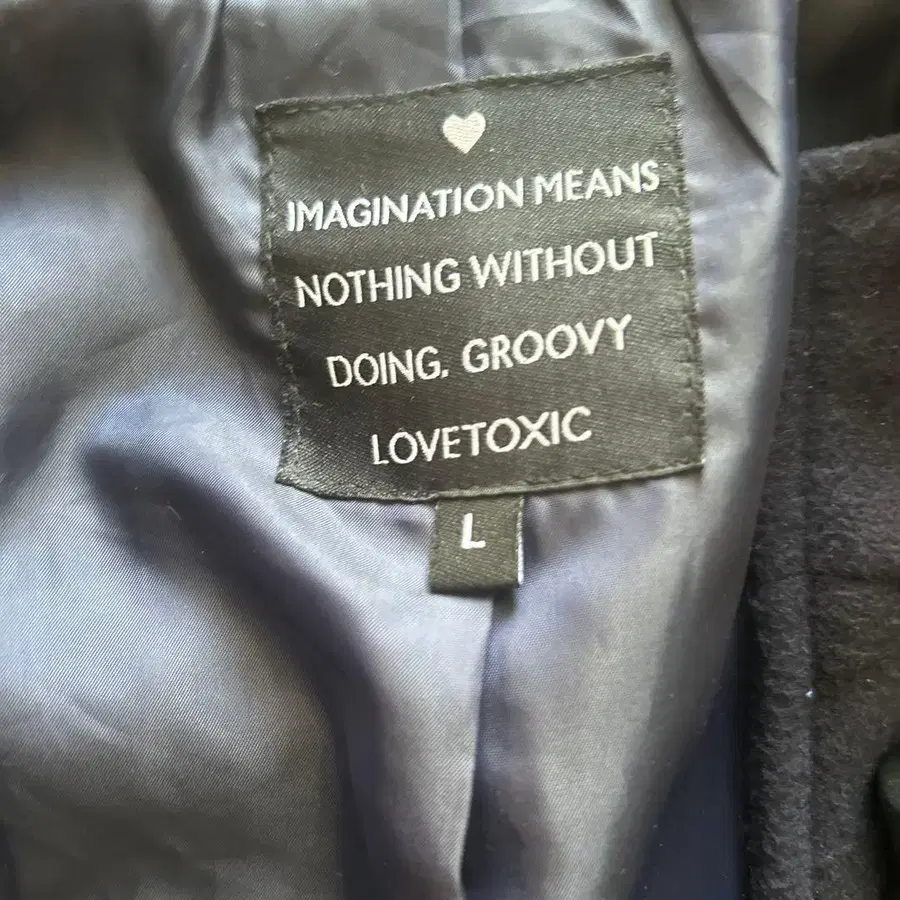 IMAGINATION MEANS
NOTHING WITHOUT
DOING. GROOVY
LOVETOXIC
L